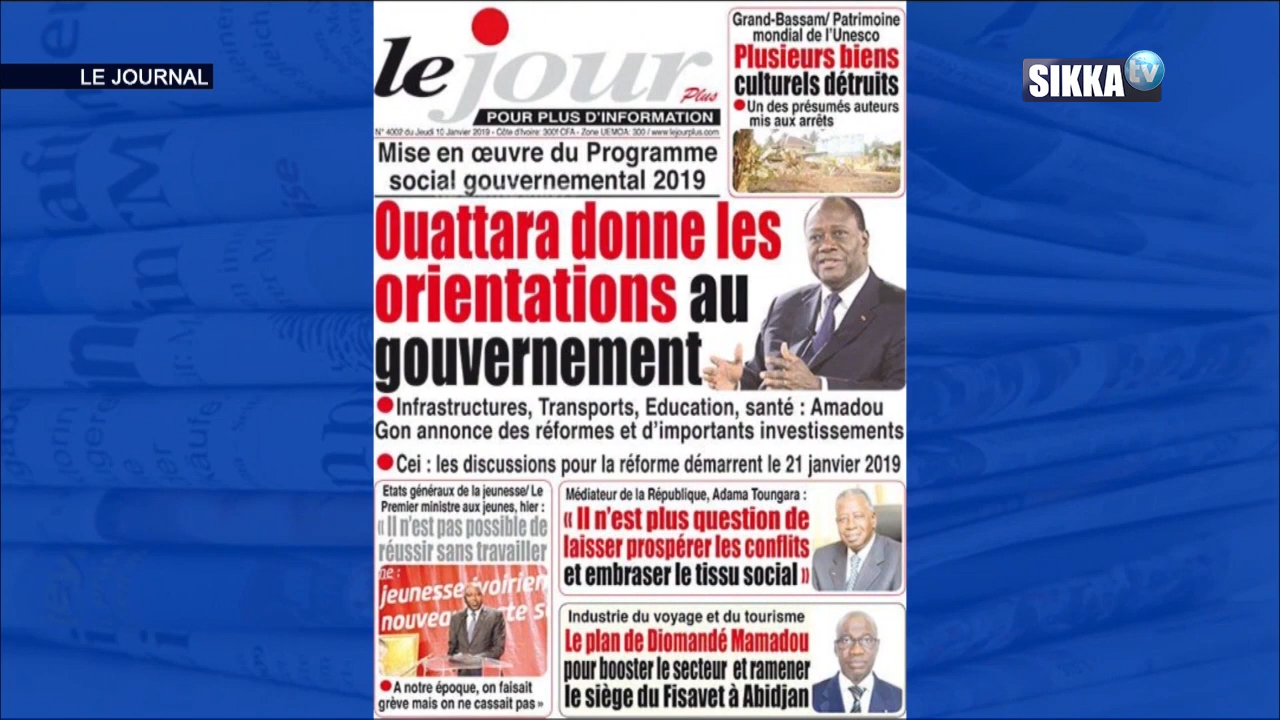 LE JOURNAL
SIKKA tv
le jour
Plus
POUR PLUS D'INFORMATION
N° 4002 du Jeudi 10 Janvier 2019 - Côte d'Ivoire: 300f CFA - Zone UEMOA: 300 / www.lejourplus.com
Grand-Bassam/ Patrimoine
mondial de l'Unesco
Plusieurs biens
culturels détruits
Un des présumés auteurs
mis aux arrêts
Mise en œuvre du Programme
social gouvernemental 2019
Ouattara donne les
orientations au
gouvernement
Infrastructures, Transports, Education, santé : Amadou
Gon annonce des réformes et d'importants investissements
Cei : les discussions pour la réforme démarrent le 21 janvier 2019
Etats généraux de la jeunesse/ Le
Premier ministre aux jeunes, hier :
« Il n'est pas possible de
réussir sans travailler
ne :
jeunesse ivoirien
nouvea
te s
A notre époque, on faisait
grève mais on ne cassait pas »
Médiateur de la République, Adama Toungara :
« Il n'est plus question de
laisser prospérer les conflits
et embraser le tissu social »
Industrie du voyage et du tourisme
Le plan de Diomandé Mamadou
pour booster le secteur et ramener
le siège du Fisavet à Abidjan